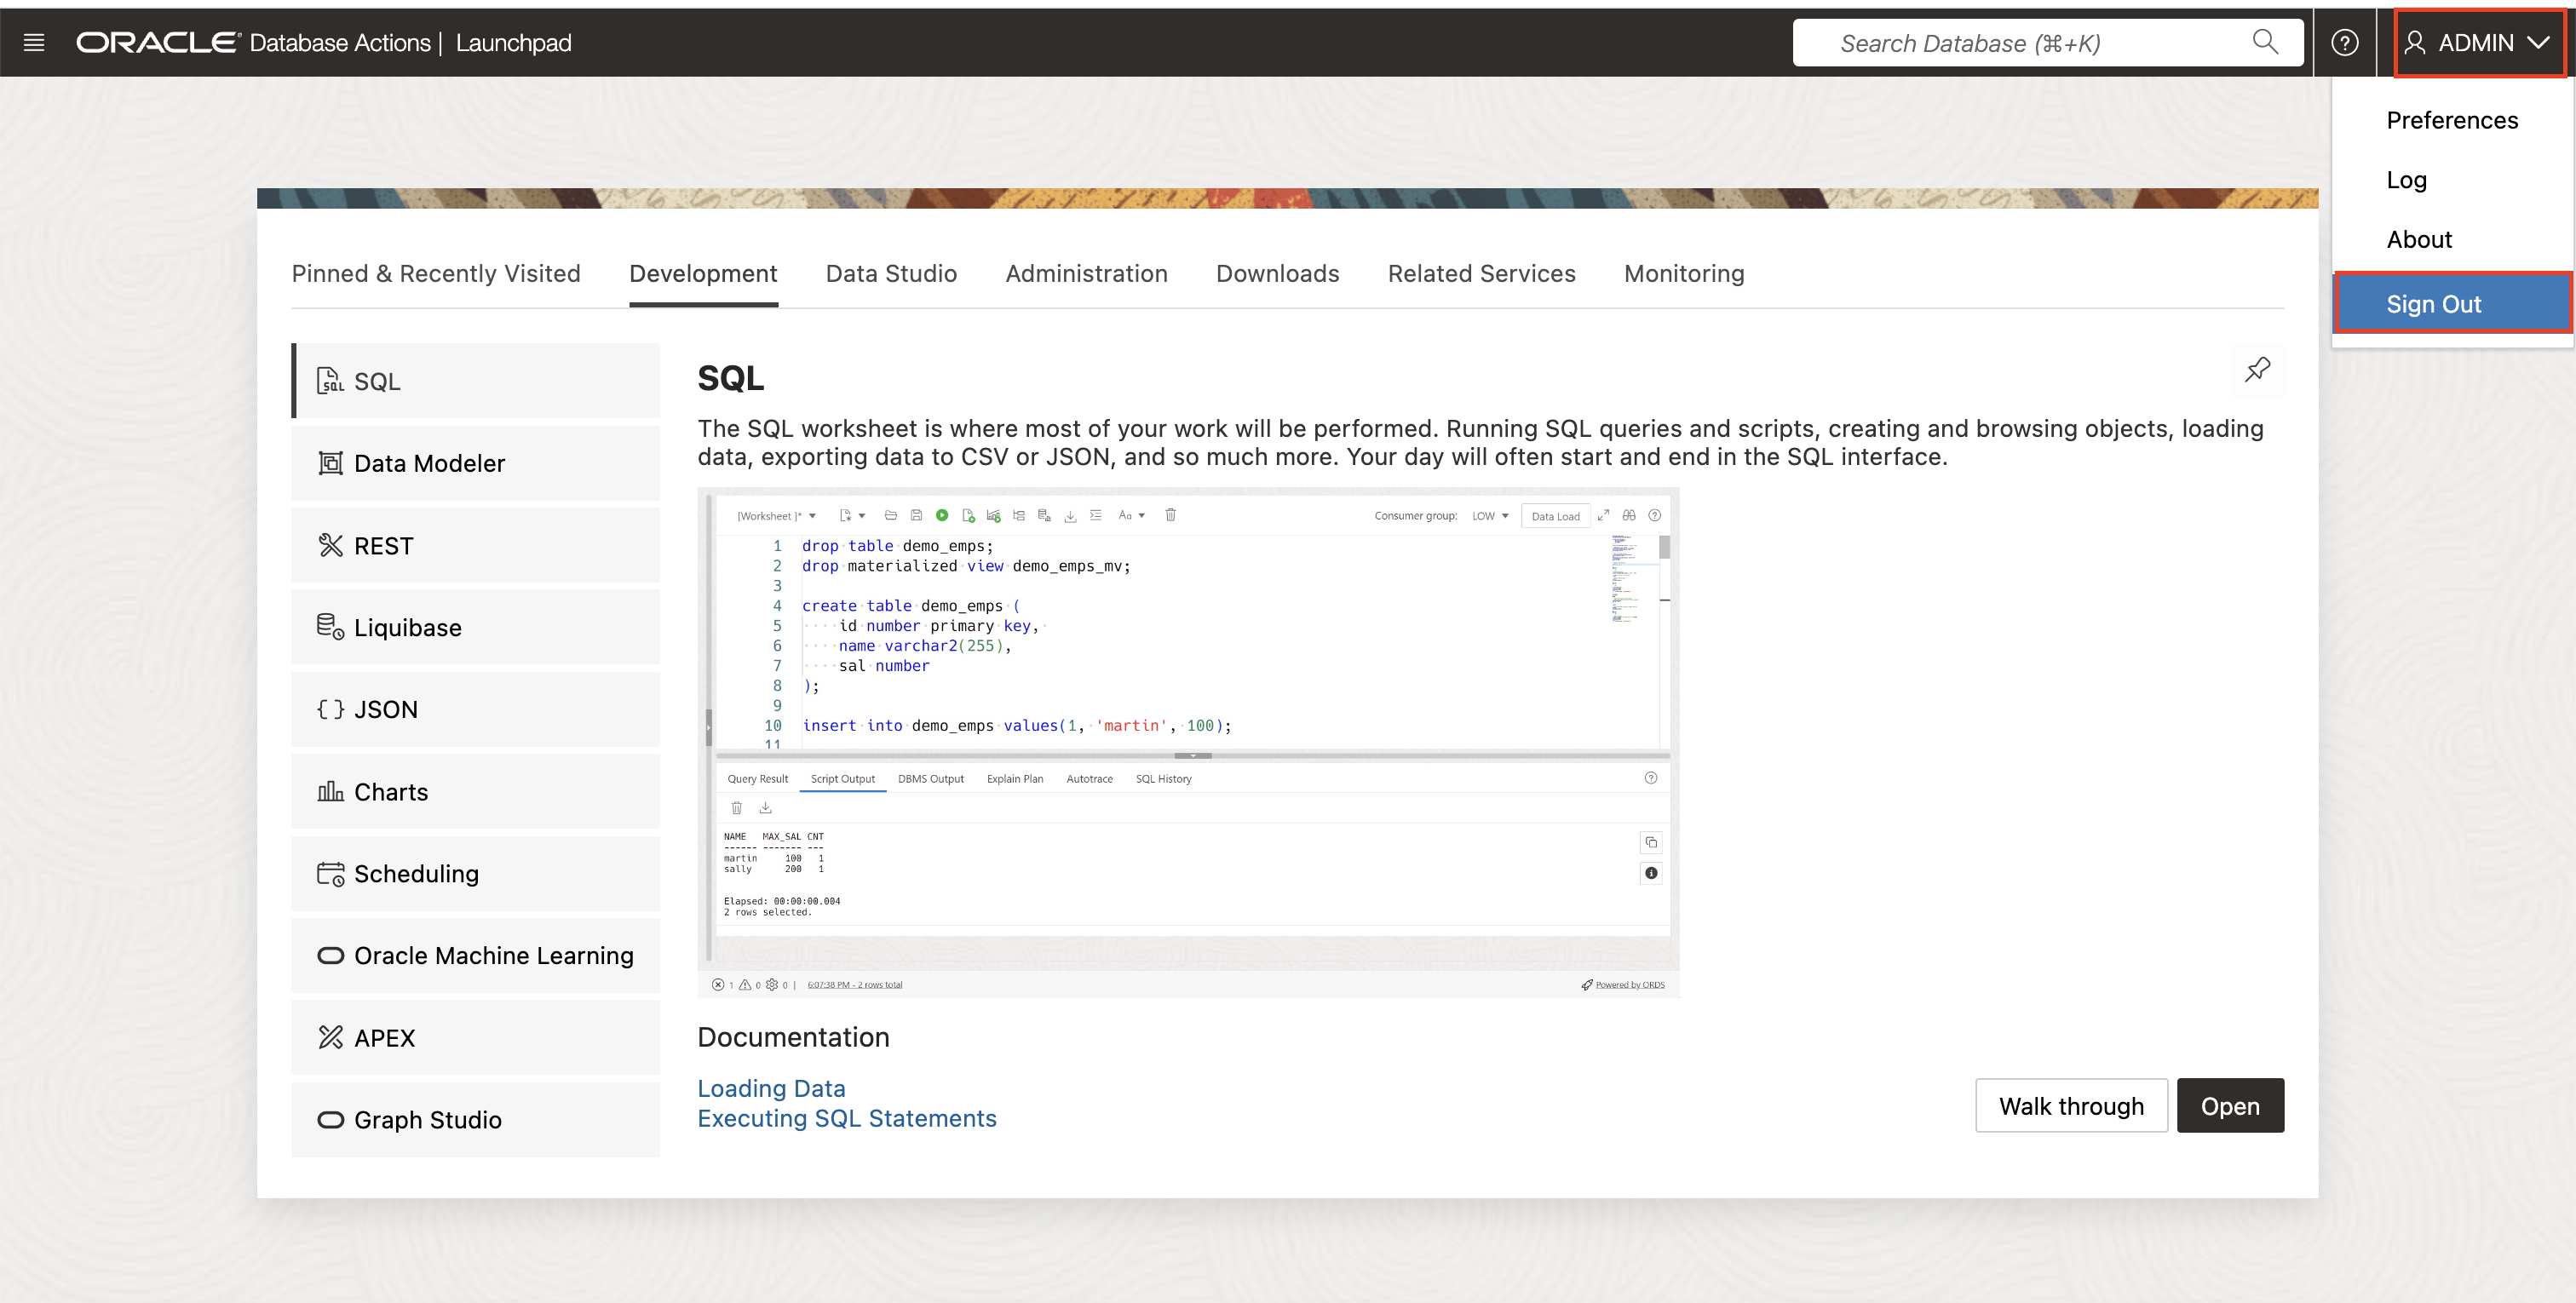 ORACLE Database Actions | Launchpad
Search Database (⌘+K)
ADMIN
Preferences
Log
About
Sign Out
Pinned & Recently Visited
Development
Data Studio
Administration
Downloads
Related Services
Monitoring
SQL
Data Modeler
REST
Liquibase
JSON
Charts
Scheduling
Oracle Machine Learning
APEX
Graph Studio
SQL
The SQL worksheet is where most of your work will be performed. Running SQL queries and scripts, creating and browsing objects, loading
data, exporting data to CSV or JSON, and so much more. Your day will often start and end in the SQL interface.
[Worksheet ]*
Aa
Consumer group: LOW
Data Load
1 drop table demo_emps;
2 drop materialized view demo_emps_mv;
3
4 create table demo_emps (
5 id number primary key,
6 name varchar2(255),
7 sal number
8 );
9
10 insert into demo_emps values(1, 'martin', 100);
11
Query Result
Script Output
DBMS Output
Explain Plan
Autotrace
SQL History
NAME MAX_SAL CNT
------ ------- ---
martin 100 1
sally 200 1
Elapsed: 00:00:00.004
2 rows selected.
1 0 0 | 6:07:38 PM - 2 rows total
Powered by ORDS
Documentation
Loading Data
Executing SQL Statements
Walk through
Open